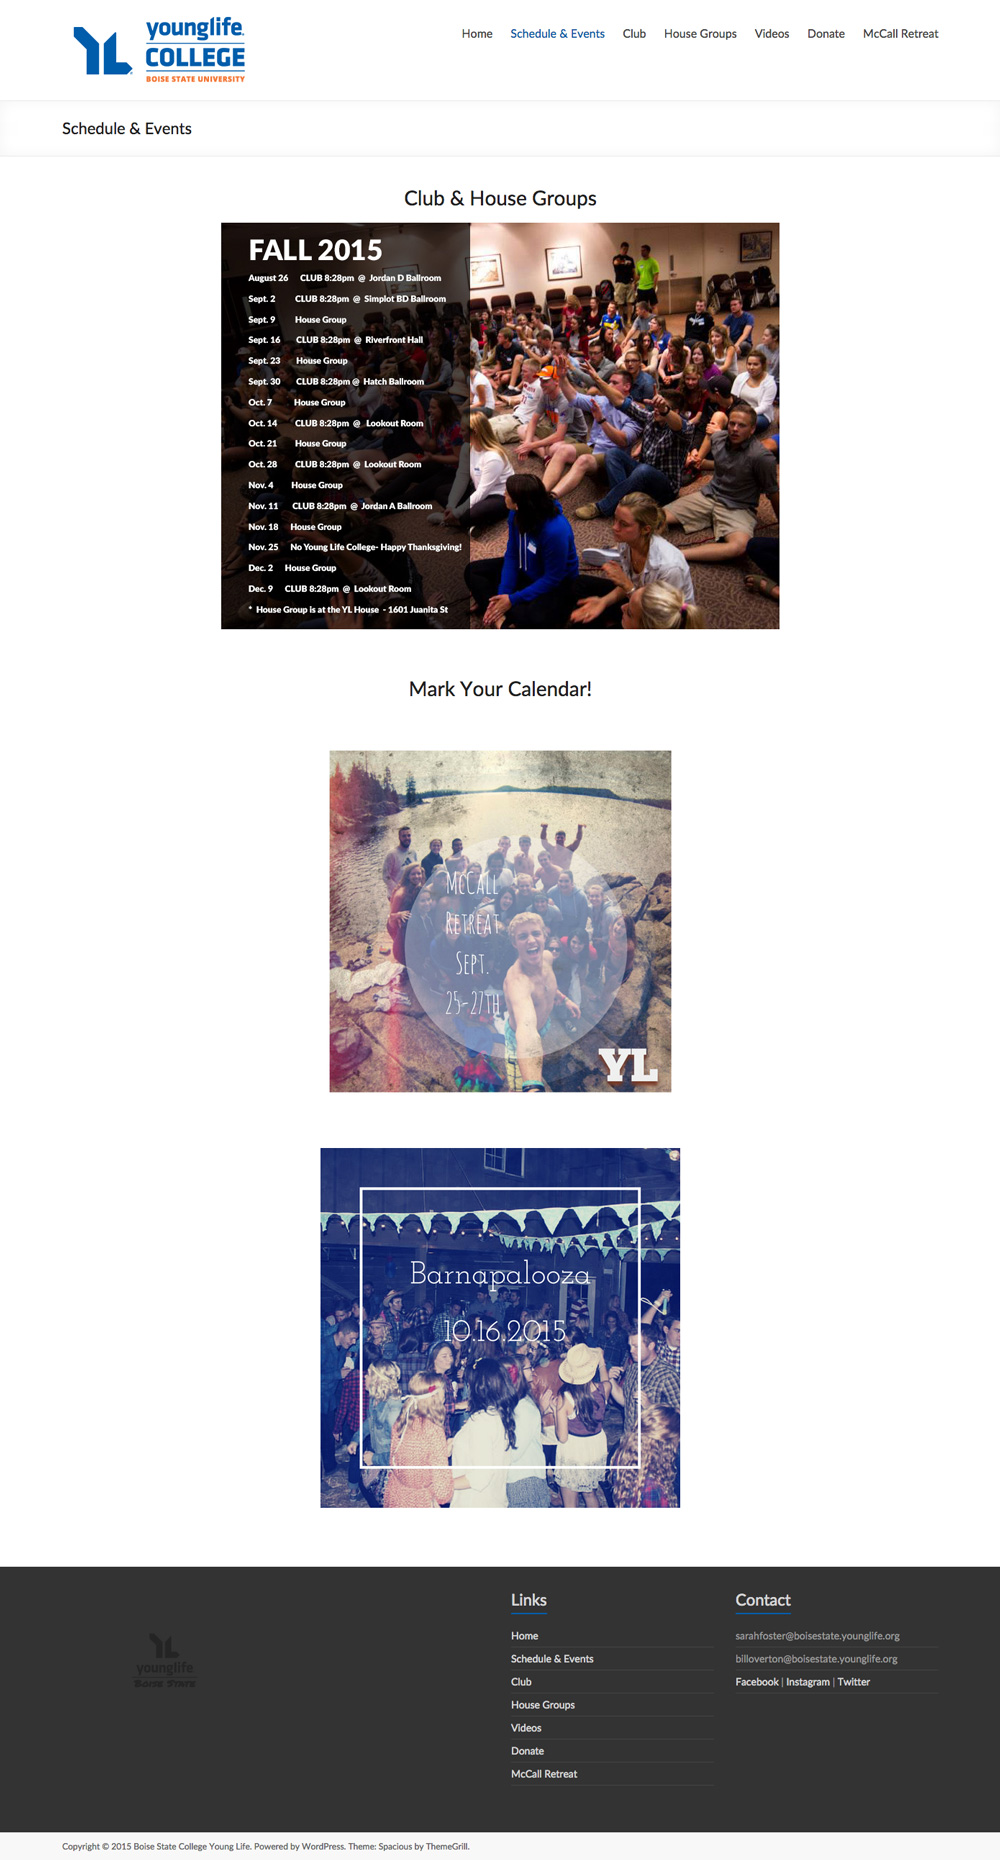 younglife.
COLLEGE
BOISE STATE UNIVERSITY
Home Schedule & Events Club House Groups Videos Donate McCall Retreat
Schedule & Events
Club & House Groups
FALL 2015
August 26 CLUB 8:28pm @ Jordan D Ballroom
Sept. 2 CLUB 8:28pm @ Simplot BD Ballroom
Sept. 9 House Group
Sept. 16 CLUB 8:28pm @ Riverfront Hall
Sept. 23 House Group
Sept. 30 CLUB 8:28pm @ Hatch Ballroom
Oct. 7 House Group
Oct. 14 CLUB 8:28pm @ Lookout Room
Oct. 21 House Group
Oct. 28 CLUB 8:28pm @ Lookout Room
Nov. 4 House Group
Nov. 11 CLUB 8:28pm @ Jordan A Ballroom
Nov. 18 House Group
Nov. 25 No Young Life College- Happy Thanksgiving!
Dec. 2 House Group
Dec. 9 CLUB 8:28pm @ Lookout Room
* House Group is at the YL House - 1601 Juanita St
Mark Your Calendar!
McCall
Retreat
Sept.
25-27th
YL
Barnapalooza
10.16.2015
Links
Home
Schedule & Events
Club
House Groups
Videos
Donate
McCall Retreat
Contact
sarahfoster@boisestate.younglife.org
billoverton@boisestate.younglife.org
Facebook | Instagram | Twitter
younglife
Boise State
Copyright © 2015 Boise State College Young Life. Powered by WordPress. Theme: Spacious by ThemeGrill.